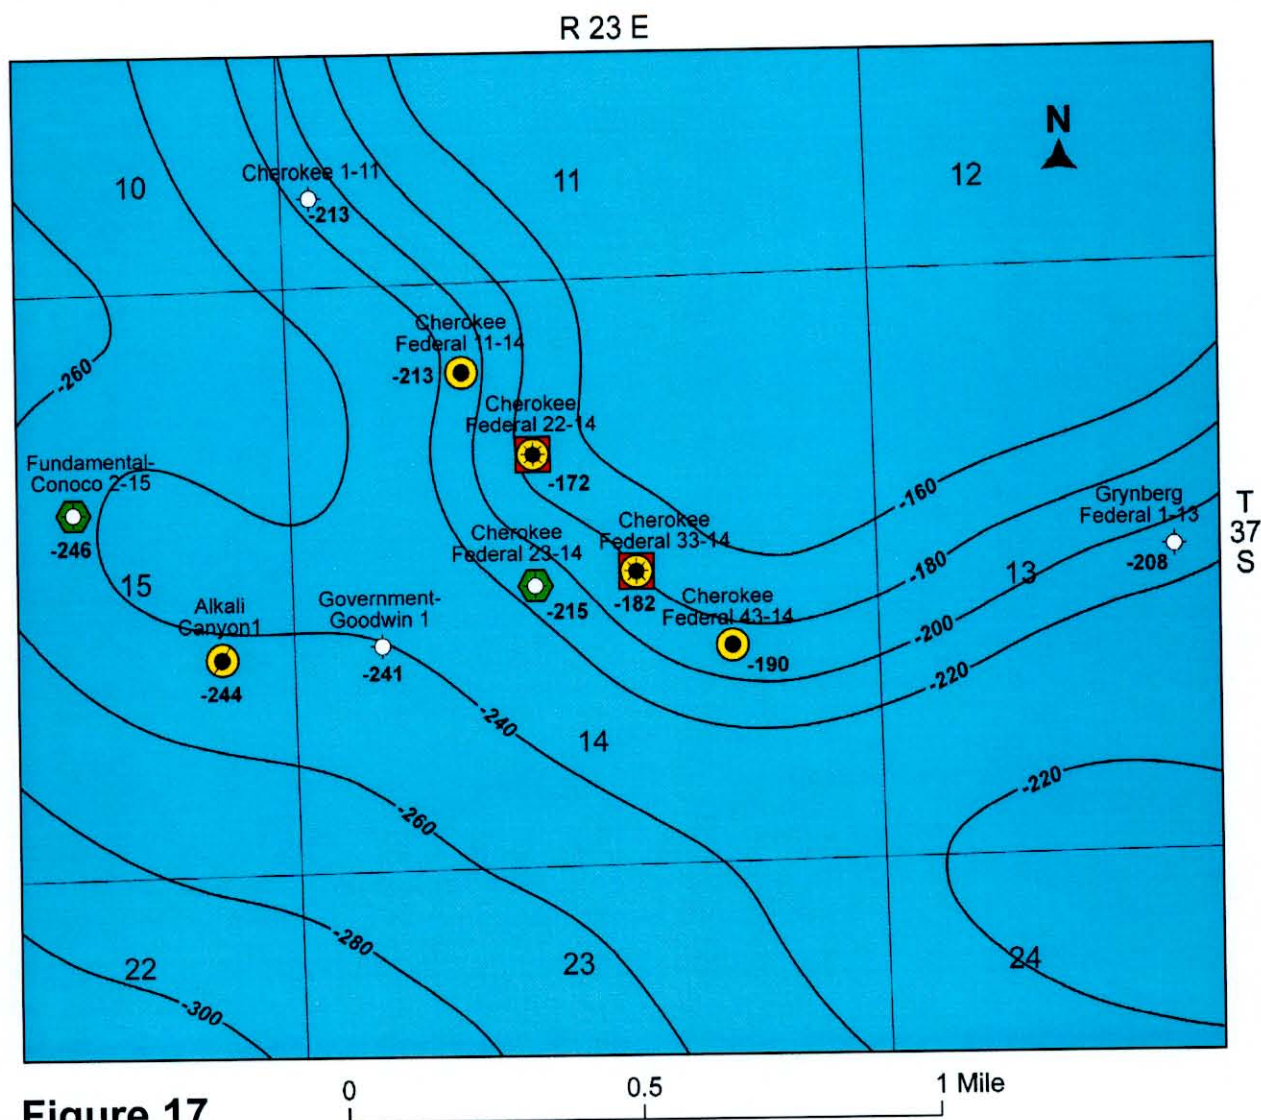 R 23 E
N
10
11
12
Cherokee 1-11
-213
Cherokee
Federal 11-14
-213
-260
Cherokee
Federal 22-14
-172
Fundamental-
Conoco 2-15
-246
-160
Grynberg
Federal 1-13
-208
T
37
S
Cherokee
Federal 33-14
-182
Cherokee
Federal 23-14
-215
-180
13
15
Alkali
Canyon1
-244
Government-
Goodwin 1
-241
Cherokee
Federal 43-14
-190
-200
-220
-240
14
-220
-260
-280
22
23
24
-300
Figure 17
0 0.5 1 Mile